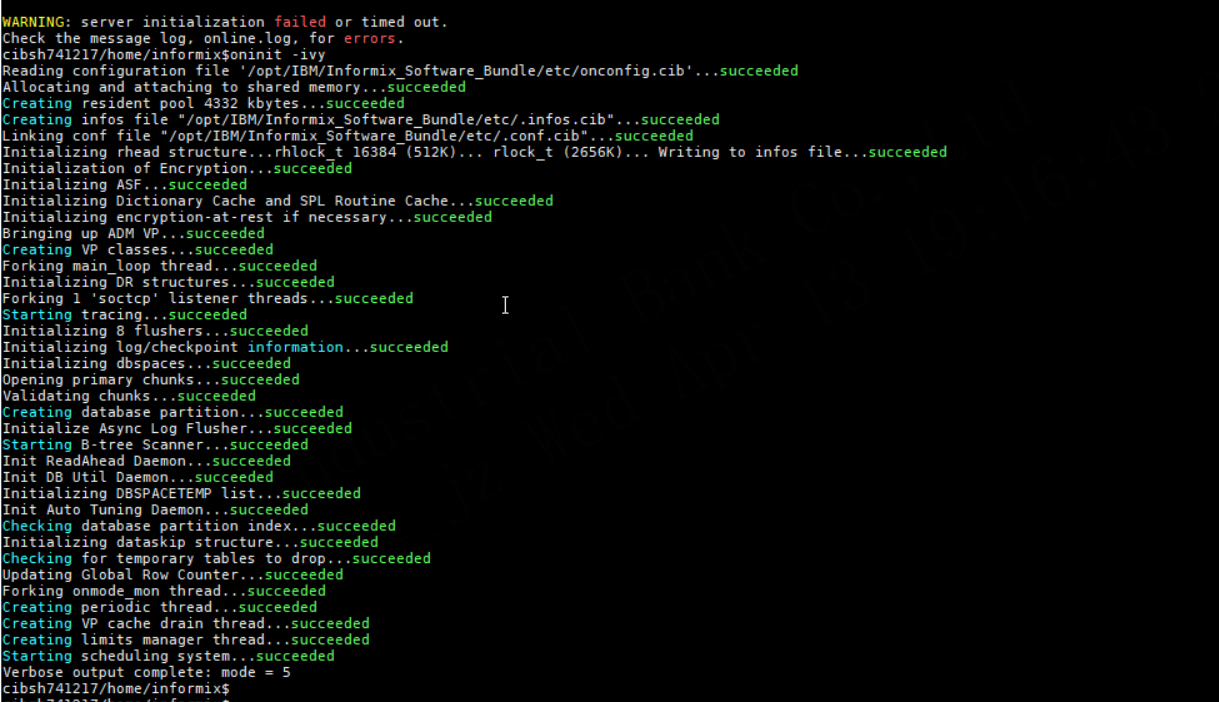 WARNING: server initialization failed or timed out.
Check the message log, online.log, for errors.
cibsh741217/home/informix$oninit -ivy
Reading configuration file '/opt/IBM/Informix_Software_Bundle/etc/onconfig.cib'...succeeded
Allocating and attaching to shared memory...succeeded
Creating resident pool 4332 kbytes...succeeded
Creating infos file "/opt/IBM/Informix_Software_Bundle/etc/.infos.cib"...succeeded
Linking conf file "/opt/IBM/Informix_Software_Bundle/etc/.conf.cib"...succeeded
Initializing rhead structure...rhlock_t 16384 (512K)... rlock_t (2656K)... Writing to infos file...succeeded
Initialization of Encryption...succeeded
Initializing ASF...succeeded
Initializing Dictionary Cache and SPL Routine Cache...succeeded
Initializing encryption-at-rest if necessary...succeeded
Bringing up ADM VP...succeeded
Creating VP classes...succeeded
Forking main_loop thread...succeeded
Initializing DR structures...succeeded
Forking 1 'soctcp' listener threads...succeeded
Starting tracing...succeeded
Initializing 8 flushers...succeeded
Initializing log/checkpoint information...succeeded
Initializing dbspaces...succeeded
Opening primary chunks...succeeded
Validating chunks...succeeded
Creating database partition...succeeded
Initialize Async Log Flusher...succeeded
Starting B-tree Scanner...succeeded
Init ReadAhead Daemon...succeeded
Init DB Util Daemon...succeeded
Initializing DBSPACETEMP list...succeeded
Init Auto Tuning Daemon...succeeded
Checking database partition index...succeeded
Initializing dataskip structure...succeeded
Checking for temporary tables to drop...succeeded
Updating Global Row Counter...succeeded
Forking onmode_mon thread...succeeded
Creating periodic thread...succeeded
Creating VP cache drain thread...succeeded
Creating limits manager thread...succeeded
Starting scheduling system...succeeded
Verbose output complete: mode = 5
cibsh741217/home/informix$